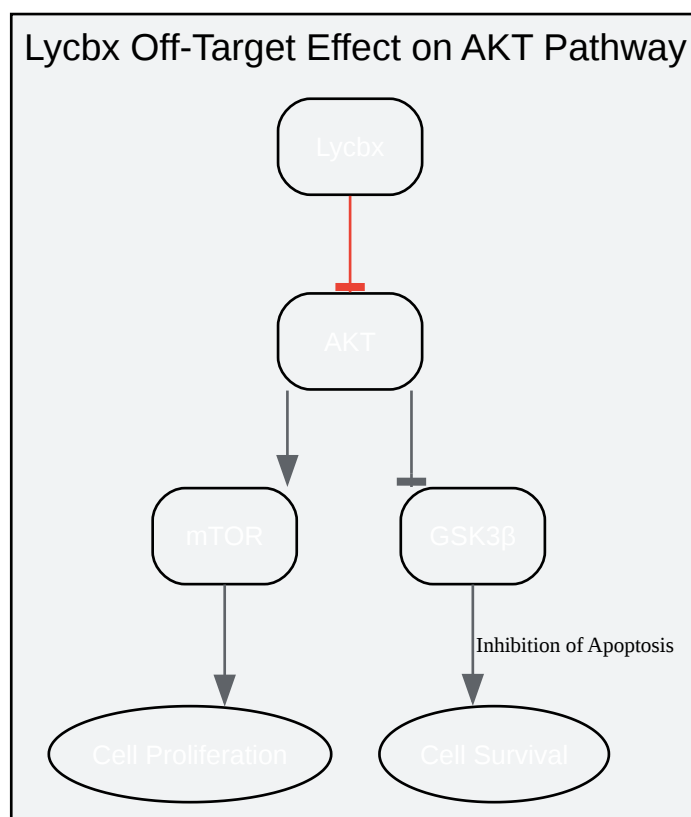 Lycbx Off-Target Effect on AKT Pathway
Lycbx
AKT
mTOR
GSK3β
Inhibition of Apoptosis
Cell Proliferation
Cell Survival